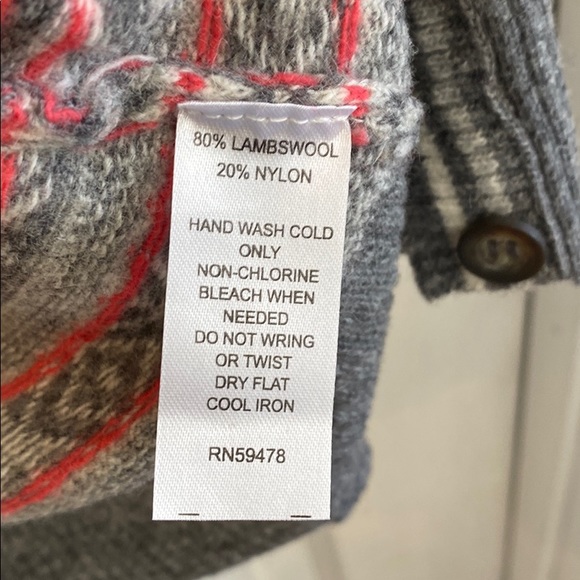 80% LAMBSWOOL
20% NYLON
HAND WASH COLD
ONLY
NON-CHLORINE
BLEACH WHEN
NEEDED
DO NOT WRING
OR TWIST
DRY FLAT
COOL IRON
RN59478